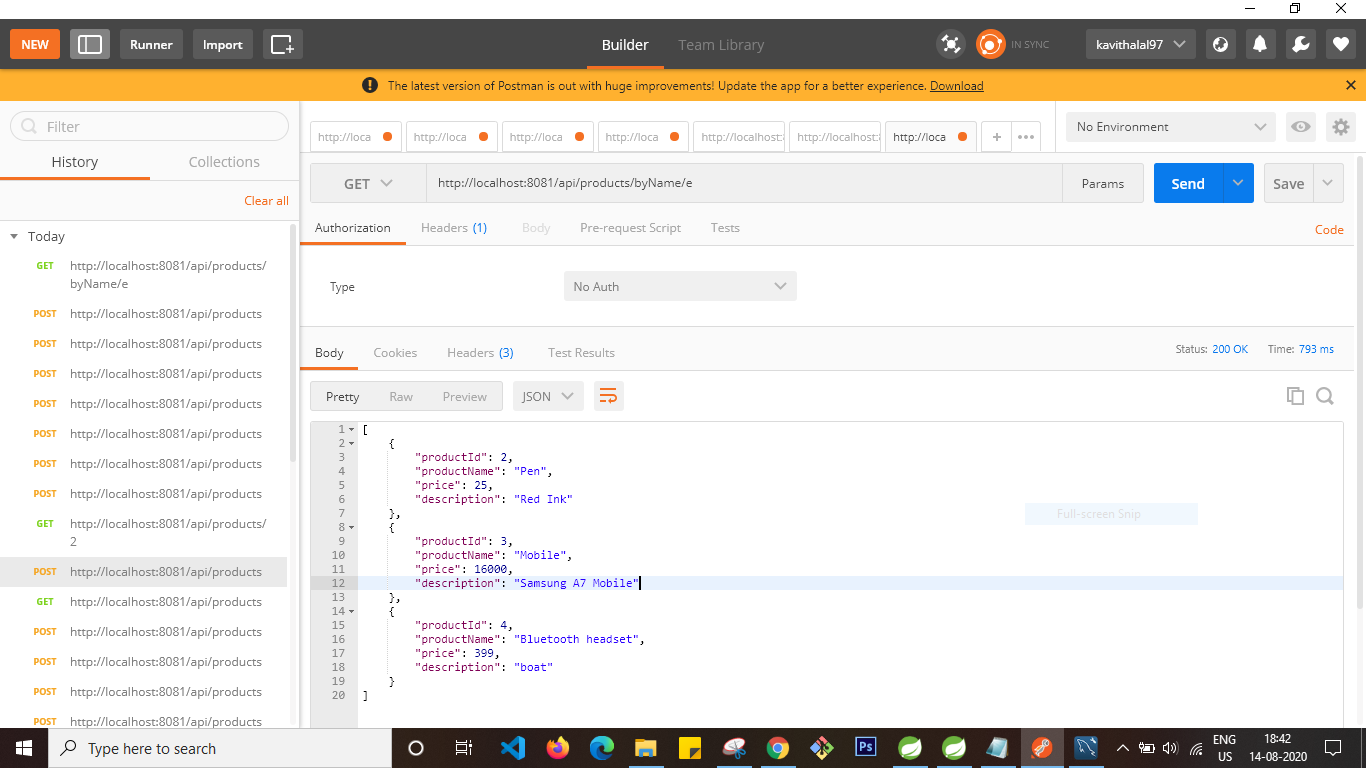 NEW
Runner
Import
Builder
Team Library
IN SYNC
kavithalal97
The latest version of Postman is out with huge improvements! Update the app for a better experience. Download
Filter
History
Collections
Clear all
Today
GET http://localhost:8081/api/products/
byName/e
POST http://localhost:8081/api/products
POST http://localhost:8081/api/products
POST http://localhost:8081/api/products
POST http://localhost:8081/api/products
POST http://localhost:8081/api/products
POST http://localhost:8081/api/products
POST http://localhost:8081/api/products
GET http://localhost:8081/api/products/
2
POST http://localhost:8081/api/products
GET http://localhost:8081/api/products
POST http://localhost:8081/api/products
POST http://localhost:8081/api/products
POST http://localhost:8081/api/products
POST http://localhost:8081/api/products
http://loca
http://loca
http://loca
http://loca
http://localhost:
http://localhost:
http://loca
No Environment
GET
http://localhost:8081/api/products/byName/e
Params
Send
Save
Authorization
Headers (1)
Body
Pre-request Script
Tests
Code
Type
No Auth
Body
Cookies
Headers (3)
Test Results
Status: 200 OK
Time: 793 ms
Pretty
Raw
Preview
JSON
1 [
2 {
3 "productId": 2,
4 "productName": "Pen",
5 "price": 25,
6 "description": "Red Ink"
7 },
8 {
9 "productId": 3,
10 "productName": "Mobile",
11 "price": 16000,
12 "description": "Samsung A7 Mobile"
13 },
14 {
15 "productId": 4,
16 "productName": "Bluetooth headset",
17 "price": 399,
18 "description": "boat"
19 }
20 ]
Full-screen Snip
Type here to search
Ps
ENG
US
18:42
14-08-2020